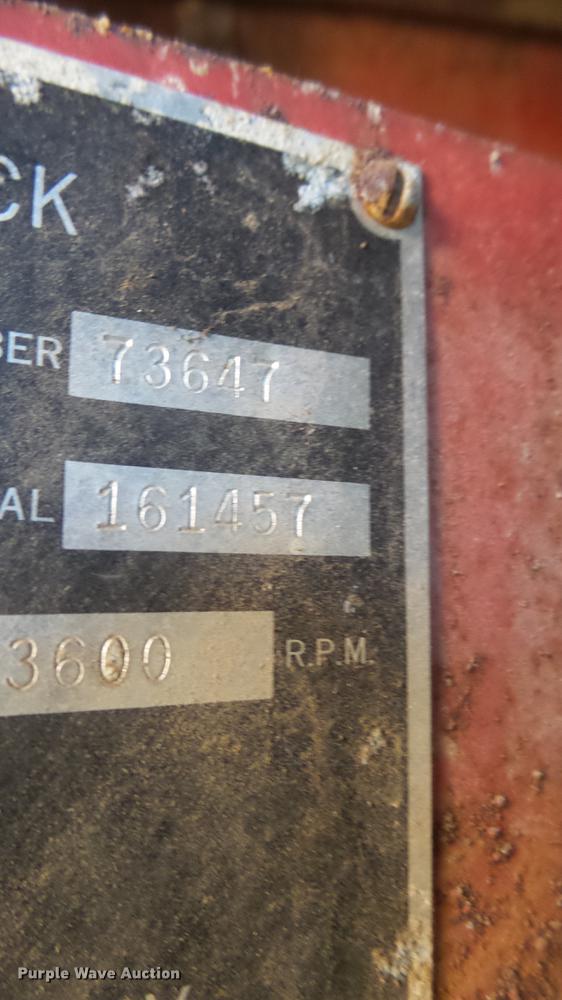 CK
BER 73647
AL 161457
3600 R.P.M.
Purple Wave Auction